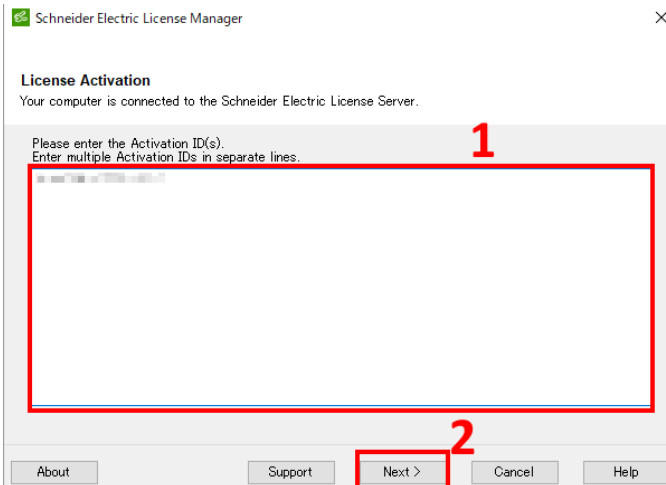 Schneider Electric License Manager
License Activation
Your computer is connected to the Schneider Electric License Server.
Please enter the Activation ID(s).
Enter multiple Activation IDs in separate lines.
1
2
About
Support
Next >
Cancel
Help